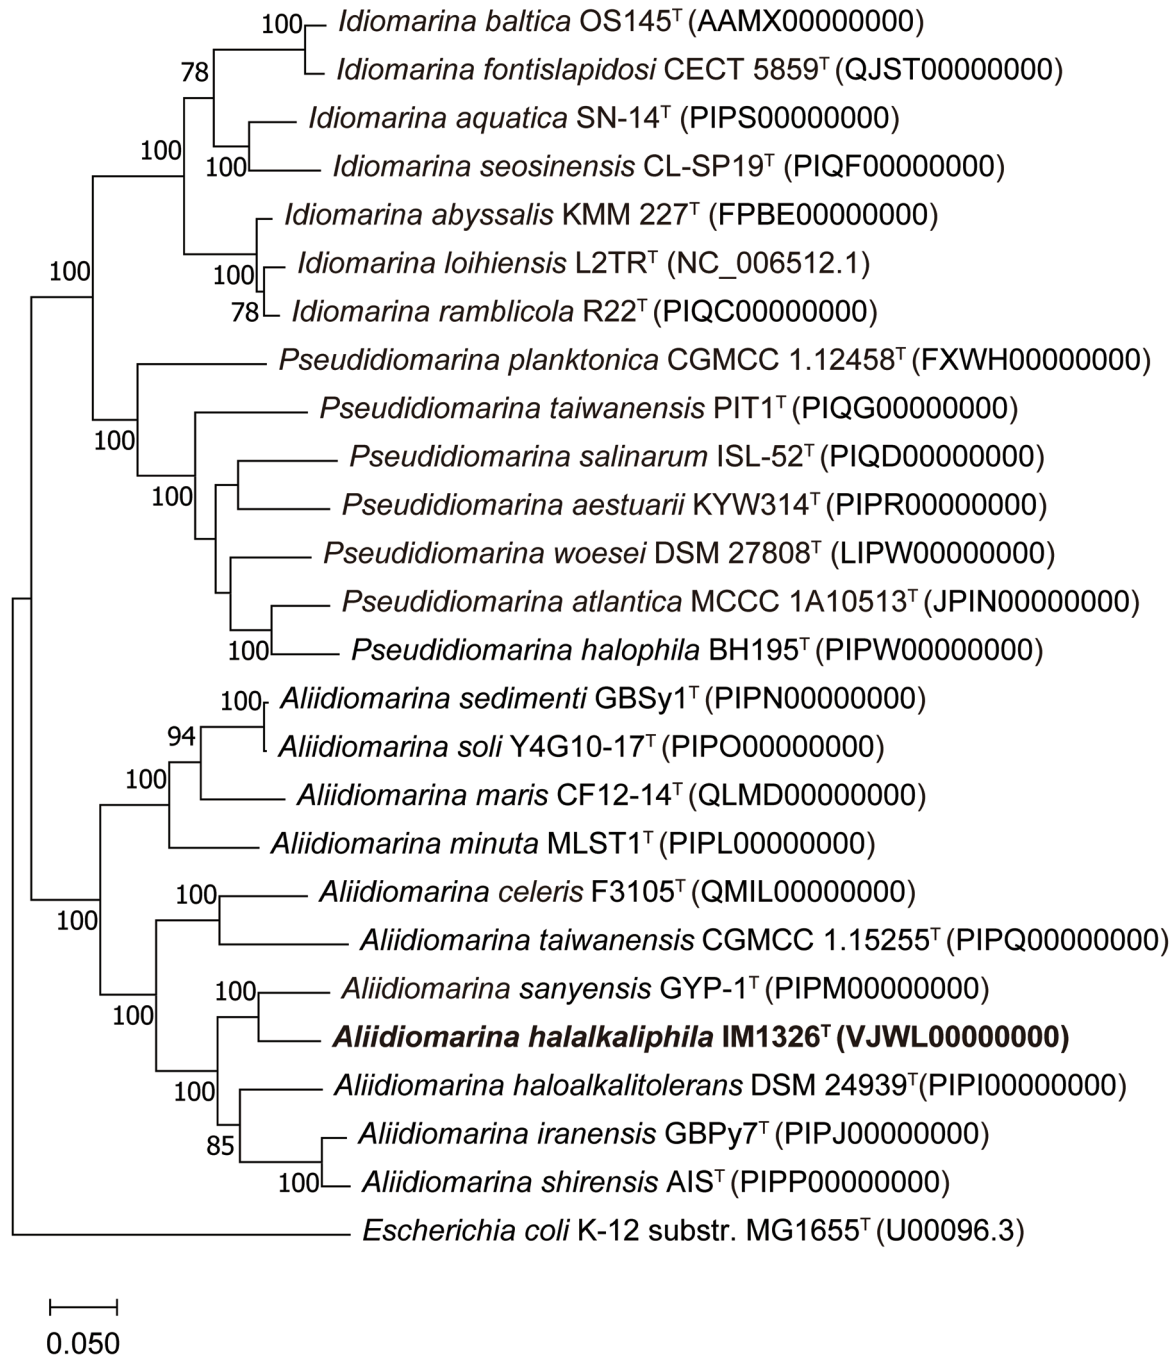 100 Idiomarina baltica OS145ᵀ (AAMX00000000)
78 Idiomarina fontislapidosi CECT 5859ᵀ (QJST00000000)
Idiomarina aquatica SN-14ᵀ (PIPS00000000)
100
100 Idiomarina seosinensis CL-SP19ᵀ (PIQF00000000)
Idiomarina abyssalis KMM 227ᵀ (FPBE00000000)
100
100 Idiomarina loihiensis L2TRᵀ (NC_006512.1)
78 Idiomarina ramblicola R22ᵀ (PIQC00000000)
Pseudidiomarina planktonica CGMCC 1.12458ᵀ (FXWH00000000)
Pseudidiomarina taiwanensis PIT1ᵀ (PIQG00000000)
100
Pseudidiomarina salinarum ISL-52ᵀ (PIQD00000000)
100
Pseudidiomarina aestuarii KYW314ᵀ (PIPR00000000)
Pseudidiomarina woesei DSM 27808ᵀ (LIPW00000000)
Pseudidiomarina atlantica MCCC 1A10513ᵀ (JPIN00000000)
100 Pseudidiomarina halophila BH195ᵀ (PIPW00000000)
100 Aliidiomarina sedimenti GBSy1ᵀ (PIPN00000000)
94
Aliidiomarina soli Y4G10-17ᵀ (PIPO00000000)
100
Aliidiomarina maris CF12-14ᵀ (QLMD00000000)
Aliidiomarina minuta MLST1ᵀ (PIPL00000000)
100 Aliidiomarina celeris F3105ᵀ (QMIL00000000)
100
Aliidiomarina taiwanensis CGMCC 1.15255ᵀ (PIPQ00000000)
100 Aliidiomarina sanyensis GYP-1ᵀ (PIPM00000000)
100
Aliidiomarina halalkaliphila IM1326ᵀ (VJWL00000000)
100 Aliidiomarina haloalkalitolerans DSM 24939ᵀ(PIPI00000000)
85 Aliidiomarina iranensis GBPy7ᵀ (PIPJ00000000)
100 Aliidiomarina shirensis AISᵀ (PIPP00000000)
Escherichia coli K-12 substr. MG1655ᵀ (U00096.3)
0.050